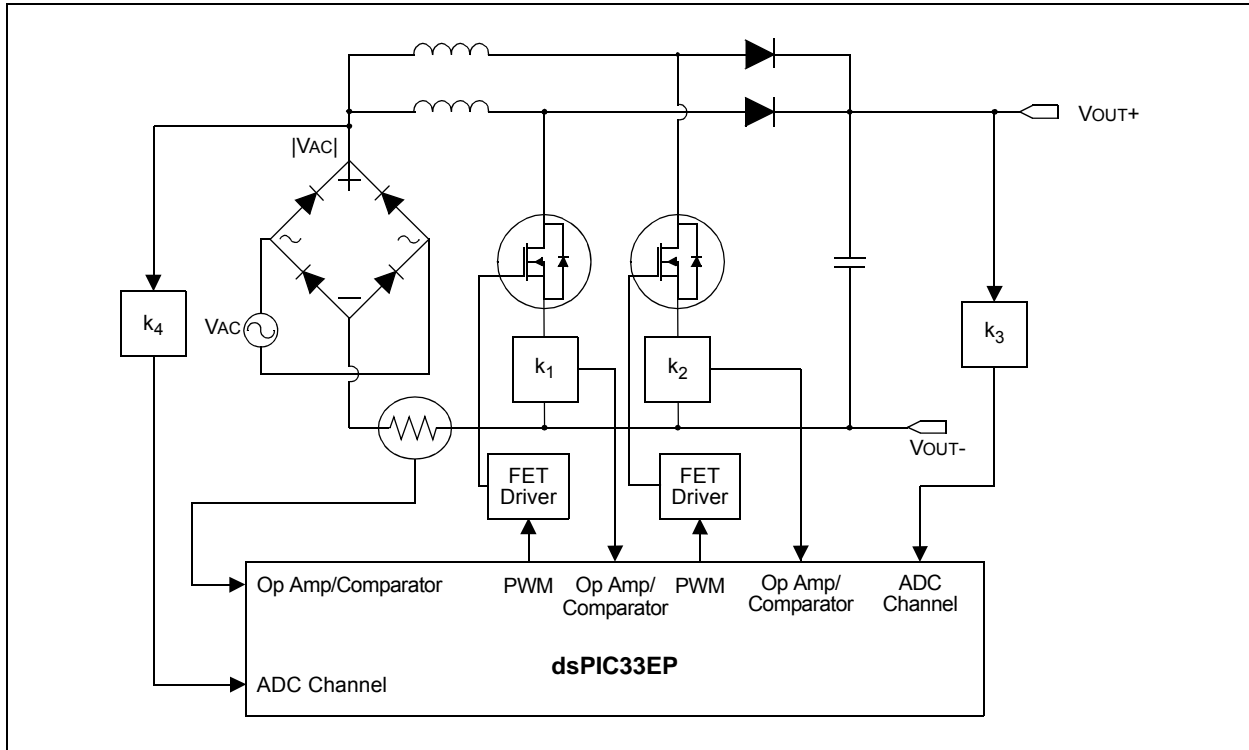 VOUT+
|VAC|
k4
VAC
k3
k1
k2
VOUT-
FET
Driver
FET
Driver
Op Amp/Comparator
PWM
Op Amp/
Comparator
PWM
Op Amp/
Comparator
ADC
Channel
dsPIC33EP
ADC Channel